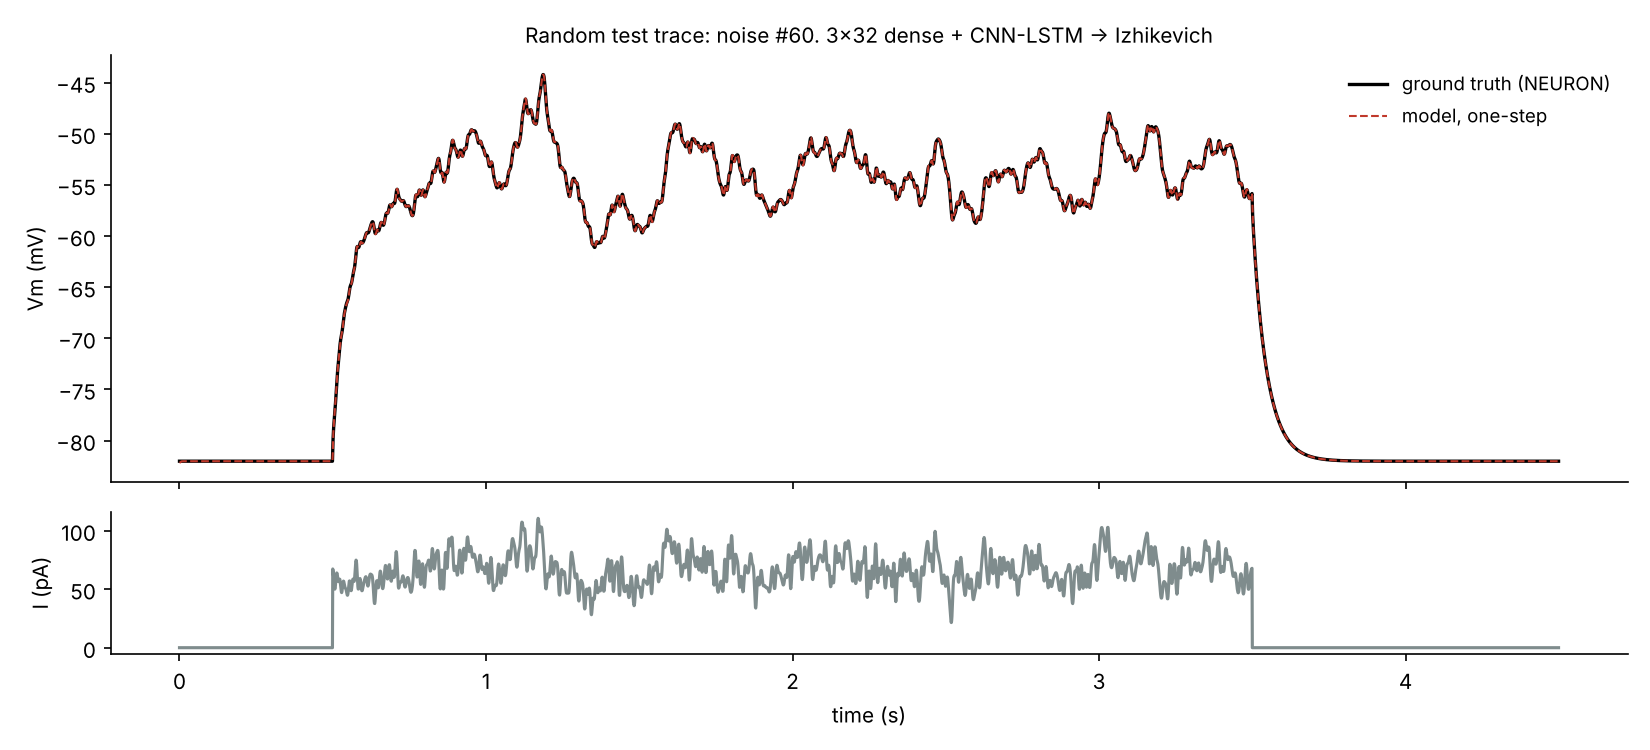 Random test trace: noise #60. 3×32 dense + CNN-LSTM → Izhikevich
ground truth (NEURON)
model, one-step
Vm (mV)
−45
−50
−55
−60
−65
−70
−75
−80
I (pA)
100
50
0
0 1 2 3 4
time (s)